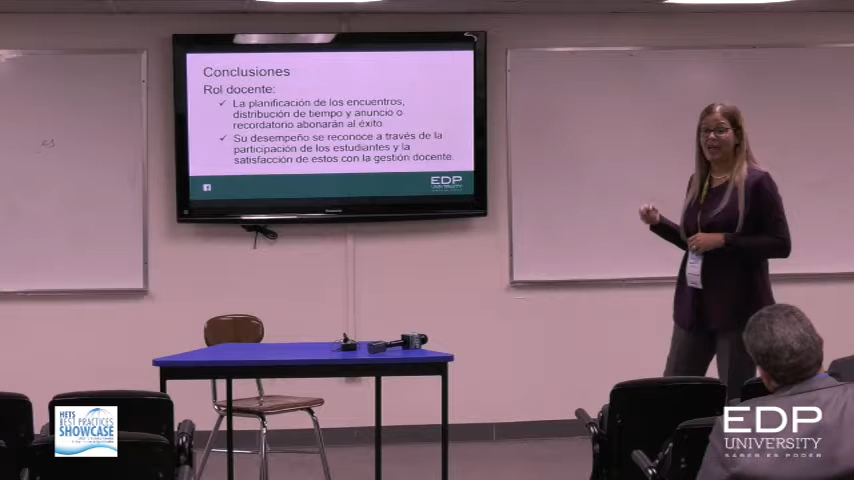 Conclusiones
Rol docente:
✓ La planificación de los encuentros,
distribución de tiempo y anuncio o
recordatorio abonarán al éxito.
✓ Su desempeño se reconoce a través de la
participación de los estudiantes y la
satisfacción de estos con la gestión docente.
EDP
UNIVERSITY
Panasonic
HETS
BEST PRACTICES
SHOWCASE
EDP
UNIVERSITY
SABER ES PODER